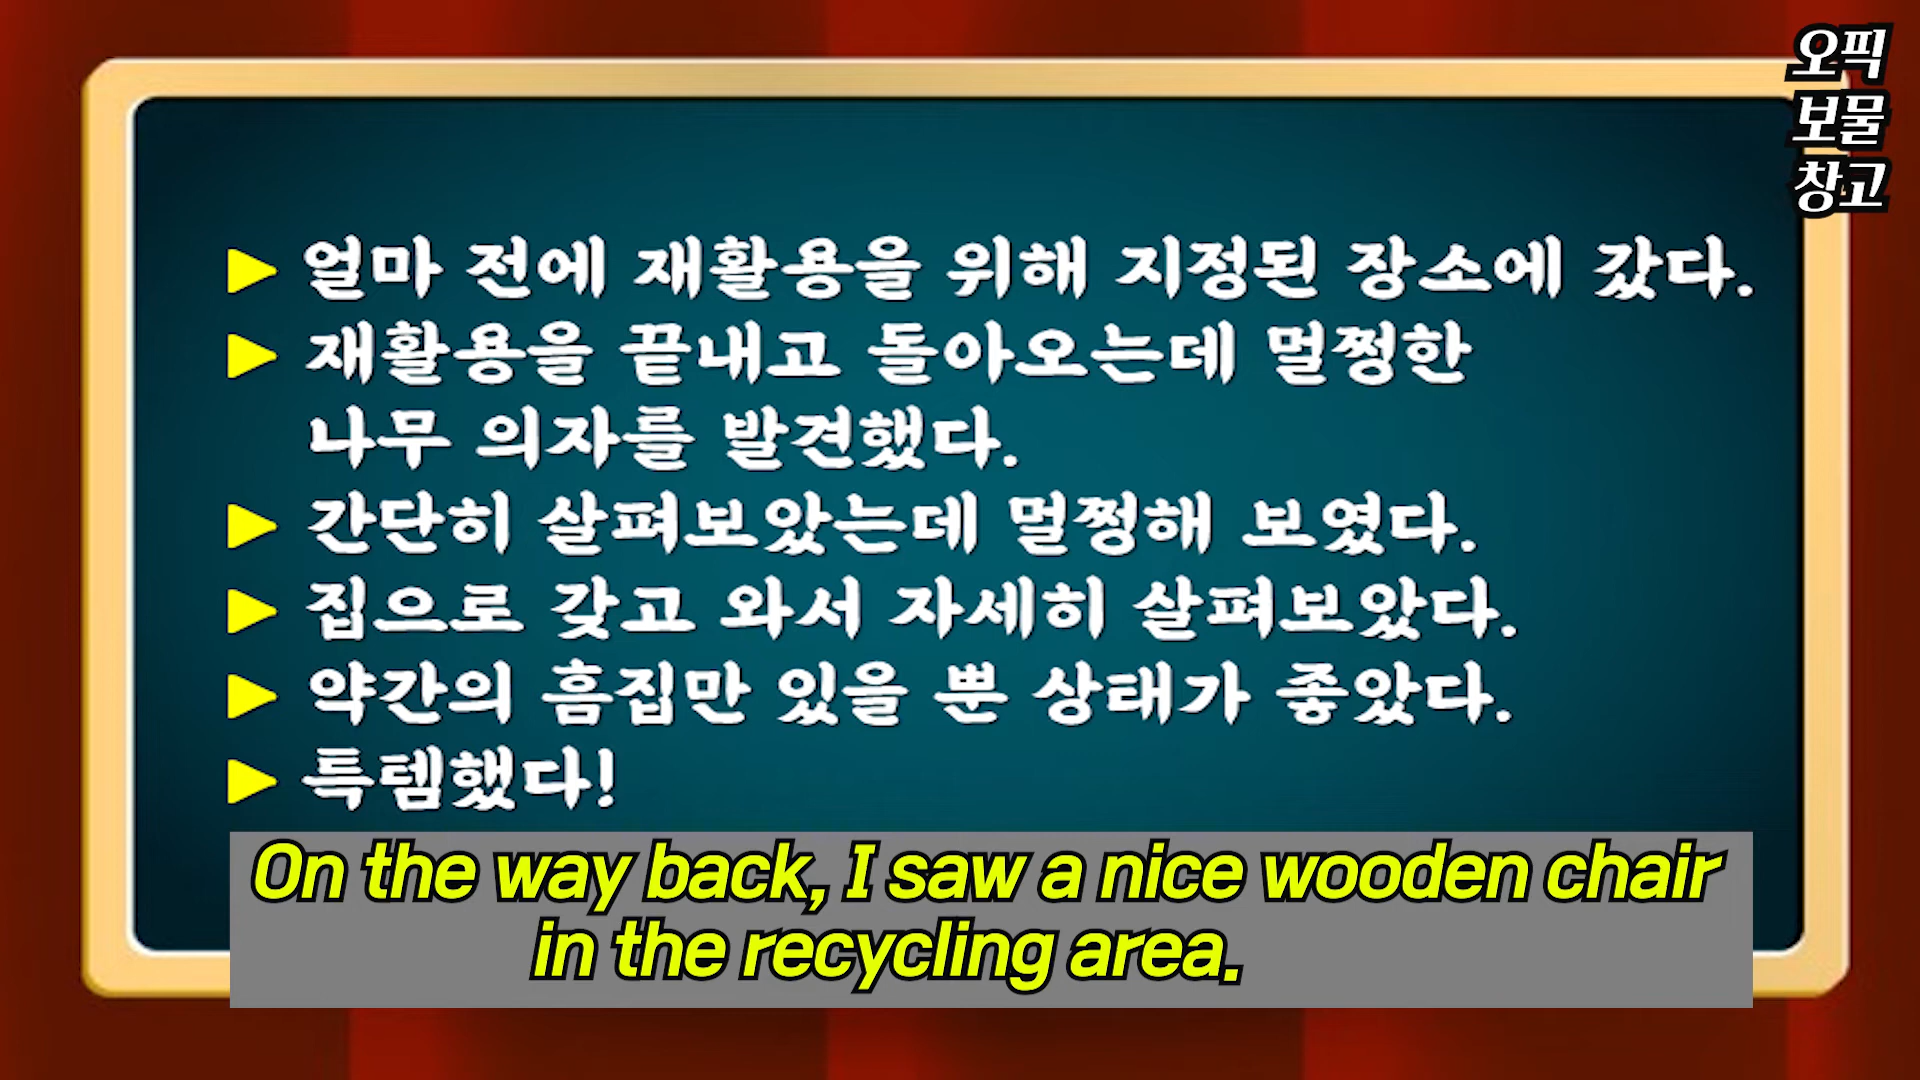 오픽
보물
창고
▶ 얼마 전에 재활용을 위해 지정된 장소에 갔다.
▶ 재활용을 끝내고 돌아오는데 멀쩡한
나무 의자를 발견했다.
▶ 간단히 살펴보았는데 멀쩡해 보였다.
▶ 집으로 갖고 와서 자세히 살펴보았다.
▶ 약간의 흠집만 있을 뿐 상태가 좋았다.
▶ 특템했다!
On the way back, I saw a nice wooden chair
in the recycling area.